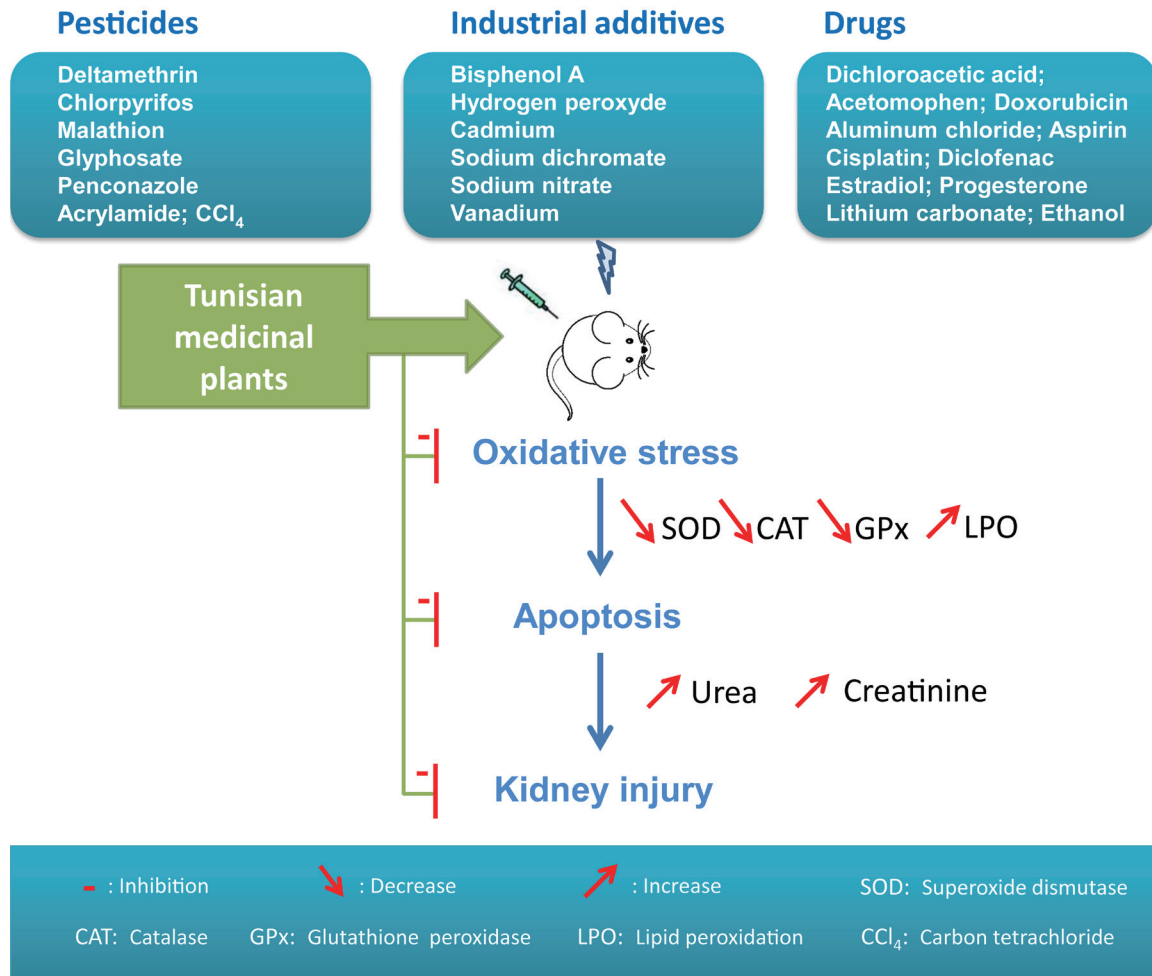 Pesticides
Deltamethrin
Chlorpyrifos
Malathion
Glyphosate
Penconazole
Acrylamide; CCl₄
Industrial additives
Bisphenol A
Hydrogen peroxyde
Cadmium
Sodium dichromate
Sodium nitrate
Vanadium
Drugs
Dichloroacetic acid;
Acetomophen; Doxorubicin
Aluminum chloride; Aspirin
Cisplatin; Diclofenac
Estradiol; Progesterone
Lithium carbonate; Ethanol
Tunisian
medicinal
plants
-
Oxidative stress
SOD CAT GPx LPO
-
Apoptosis
Urea Creatinine
-
Kidney injury
- : Inhibition : Decrease : Increase SOD: Superoxide dismutase
CAT: Catalase GPx: Glutathione peroxidase LPO: Lipid peroxidation CCl₄: Carbon tetrachloride